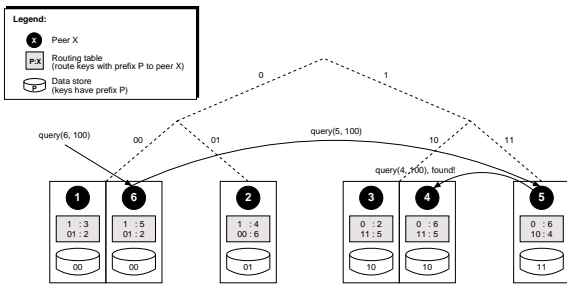 Legend:
X
Peer X
P:X
Routing table
(route keys with prefix P to peer X)
P
Data store
(keys have prefix P)
0
1
query(6, 100)
00
01
query(5, 100)
10
11
query(4, 100), found!
1
6
2
3
4
5
1 : 3
01 : 2
1 : 5
01 : 2
1 : 4
00 : 6
0 : 2
11 : 5
0 : 6
11 : 5
0 : 6
10 : 4
00
00
01
10
10
11